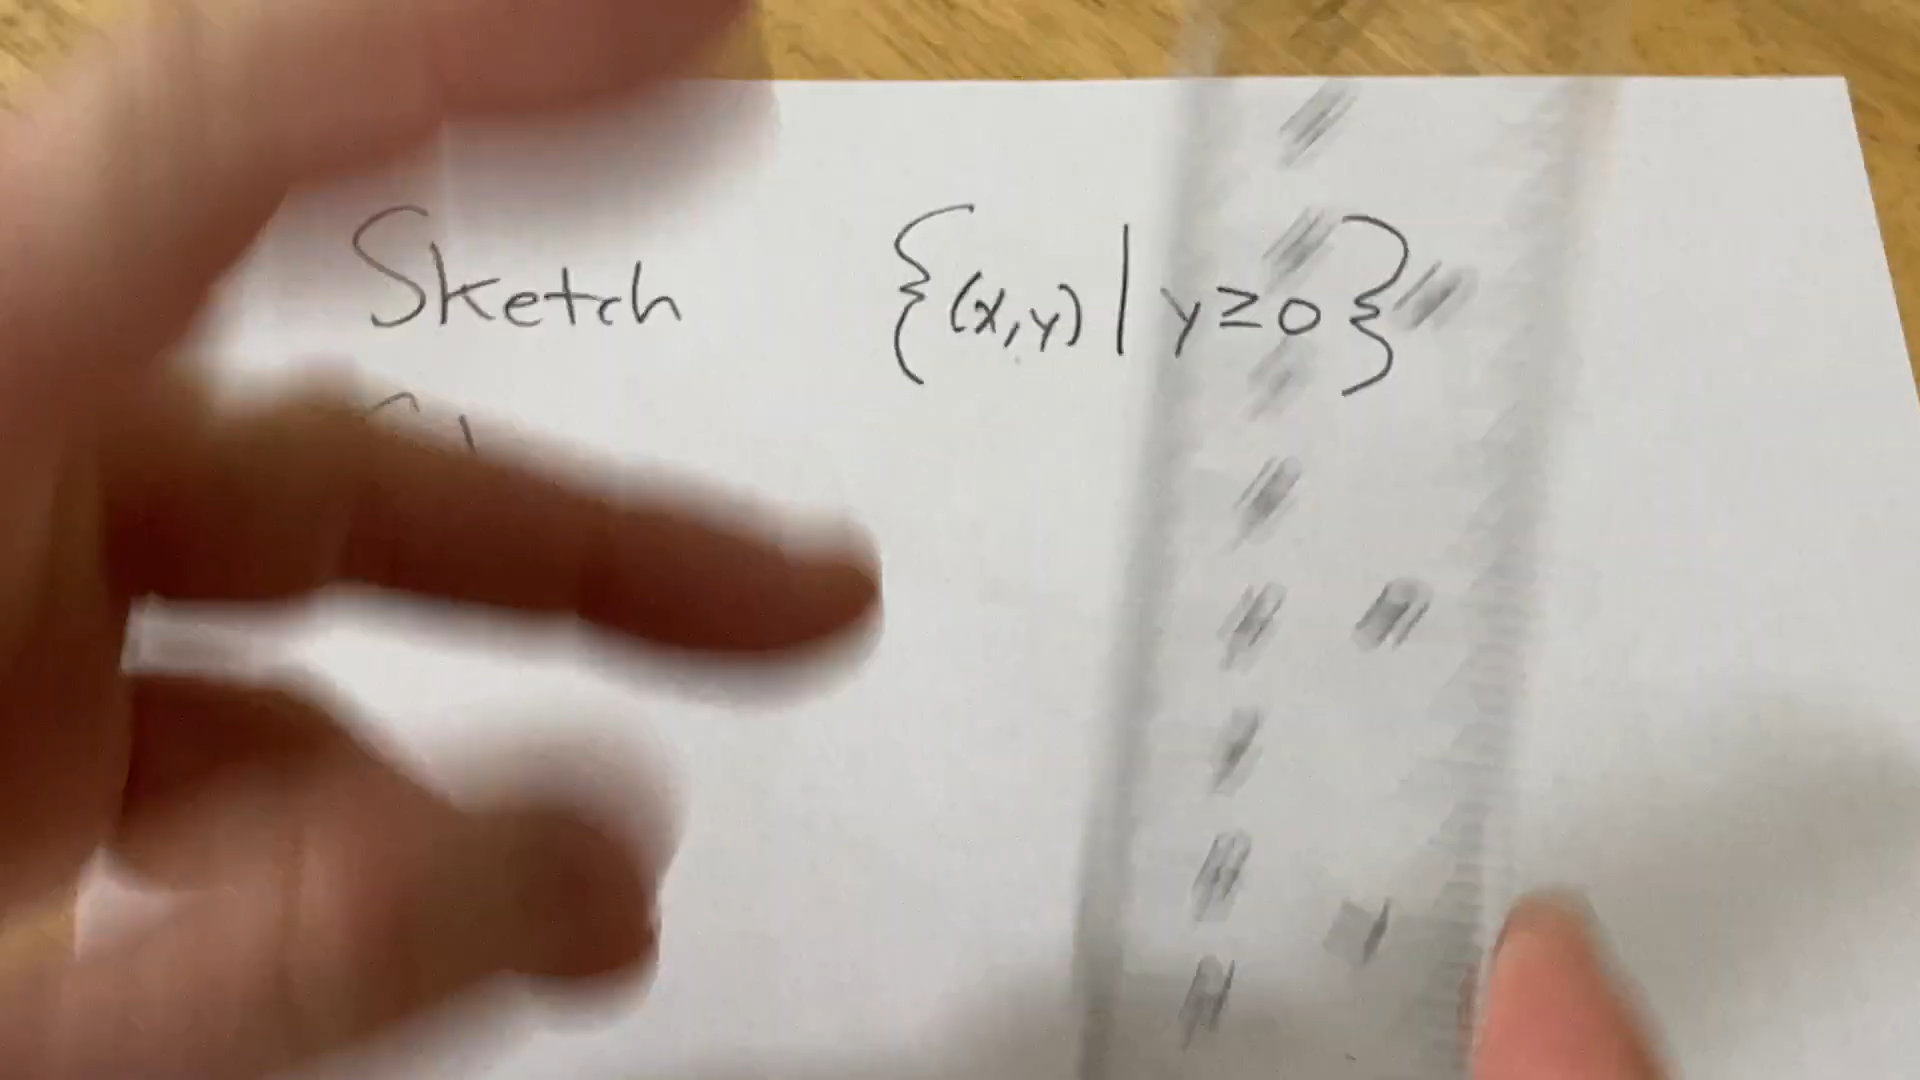 Sketch {(x,y) | y ≥ 0}